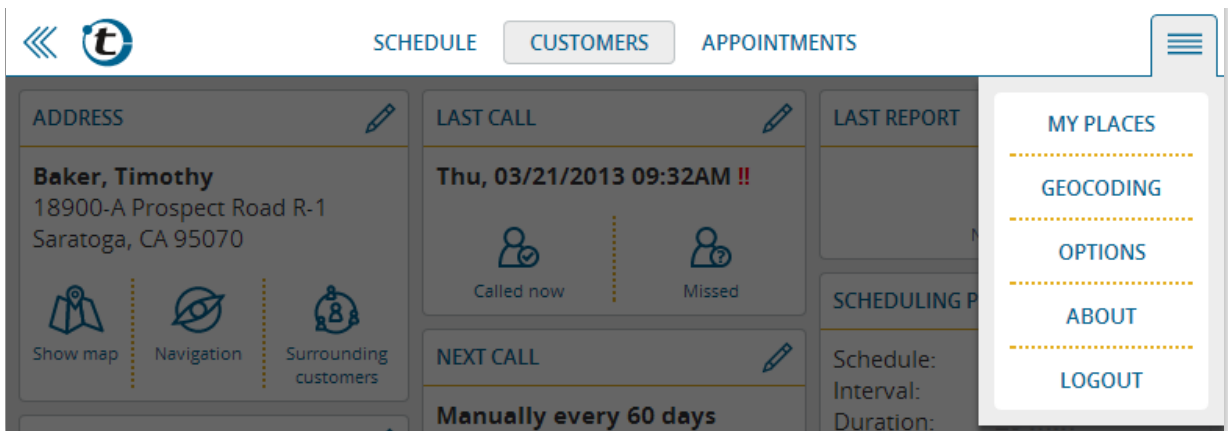 t
SCHEDULE CUSTOMERS APPOINTMENTS
ADDRESS
Baker, Timothy
18900-A Prospect Road R-1
Saratoga, CA 95070
Show map Navigation Surrounding
customers
LAST CALL
Thu, 03/21/2013 09:32AM !!
Called now Missed
NEXT CALL
Manually every 60 days
LAST REPORT
SCHEDULING P
Schedule:
Interval:
Duration:
MY PLACES
GEOCODING
OPTIONS
ABOUT
LOGOUT